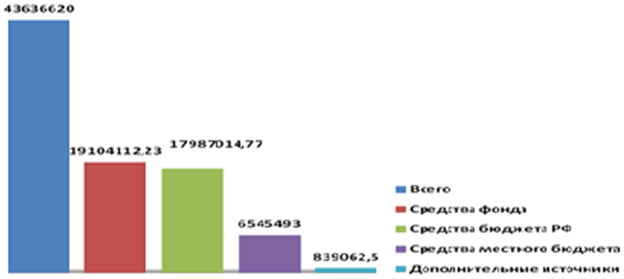 43636620
19104112,23
17987014,77
6545493
839062,5
Всего
Средства фонда
Средства бюджета РФ
Средства местного бюджета
Дополнительные источники